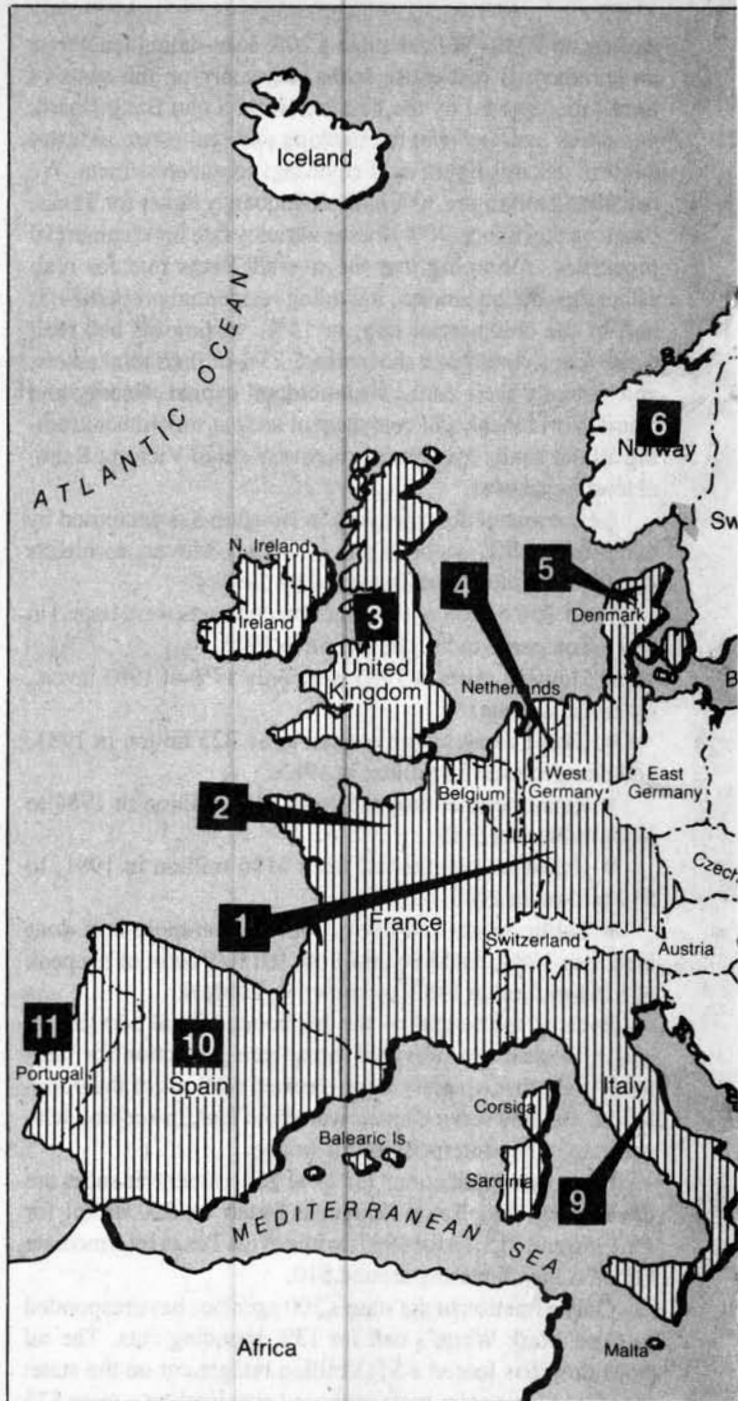 Iceland
ATLANTIC OCEAN
6
Norway
Sw
N. Ireland
Ireland
3
United
Kingdom
4
5
Denmark
B
Netherlands
2
Belgium
West
Germany
East
Germany
Czech
1
France
Switzerland
Austria
11
Portugal
10
Spain
Italy
Corsica
Balearic Is
Sardinia
9
MEDITERRANEAN SEA
Africa
Malta